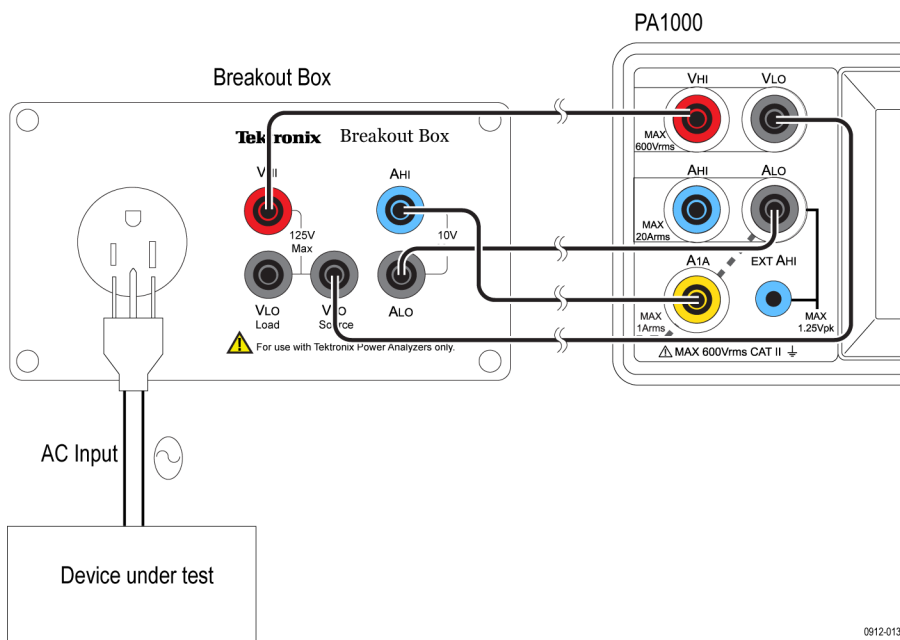 PA1000
Breakout Box
VHI
VLO
Tektronix Breakout Box
MAX
600Vrms
VHI
AHI
AHI
ALO
125V
Max
10V
MAX
20Arms
A1A
EXT AHI
VLO
Load
VLO
Source
ALO
MAX
1Arms
MAX
1.25Vpk
For use with Tektronix Power Analyzers only.
MAX 600Vrms CAT II
AC Input
Device under test
0912-013